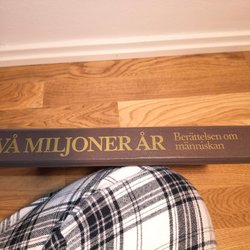 VÅ MILJONER ÅR
Berättelsen om
människan